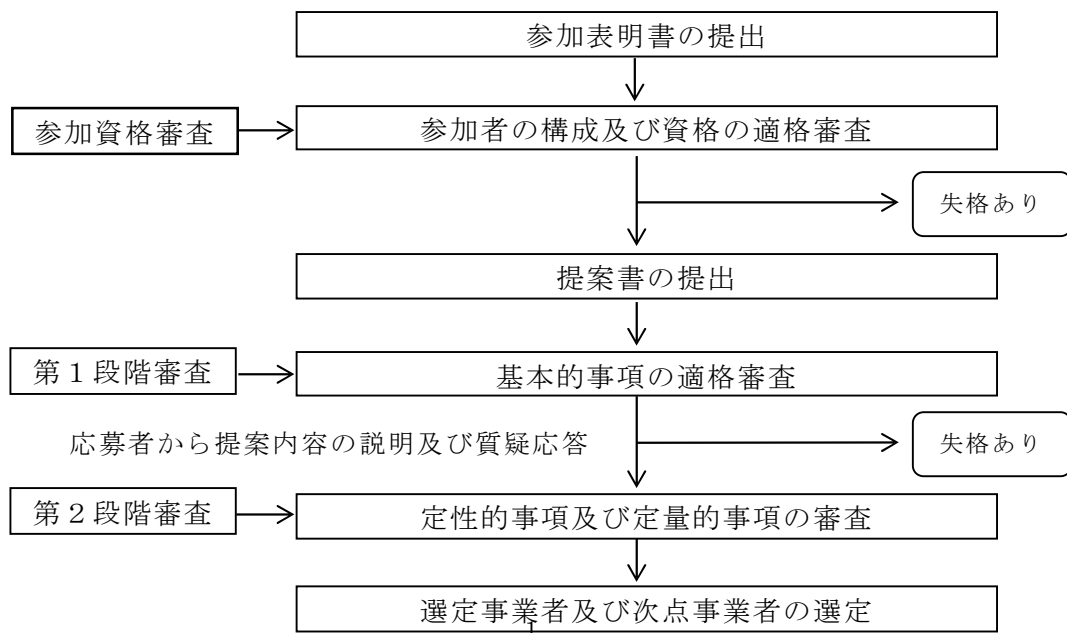 参加表明書の提出
参加資格審査
参加者の構成及び資格の適格審査
失格あり
提案書の提出
第１段階審査
基本的事項の適格審査
応募者から提案内容の説明及び質疑応答
失格あり
第２段階審査
定性的事項及び定量的事項の審査
選定事業者及び次点事業者の選定
1